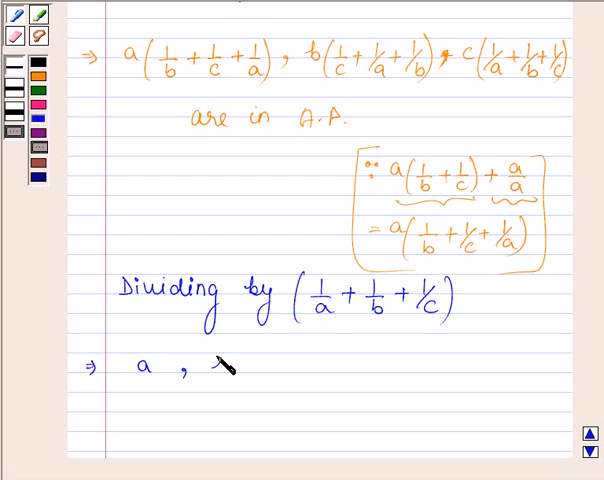 ⇒ a(1/b + 1/c + 1/a), b(1/c + 1/a + 1/b), c(1/a + 1/b + 1/c)
are in A.P.
∵ a(1/b + 1/c) + a/a
= a(1/b + 1/c + 1/a)
Dividing by (1/a + 1/b + 1/c)
⇒ a ,